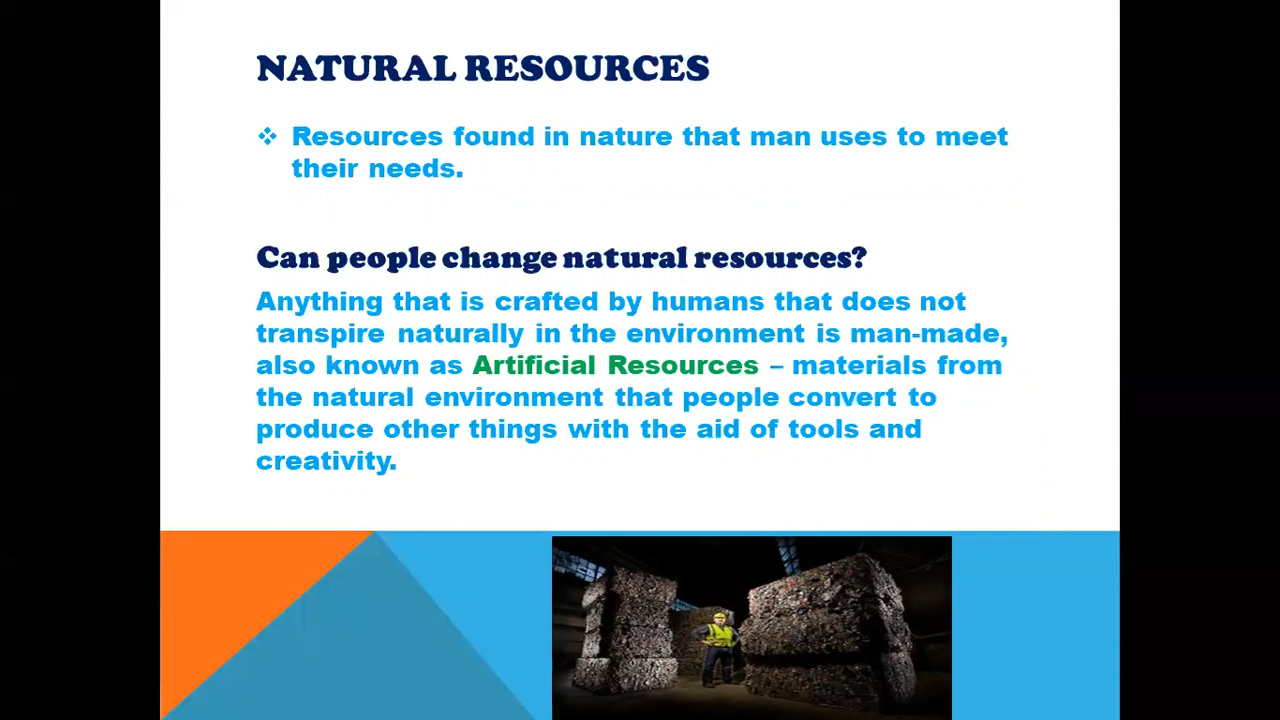 NATURAL RESOURCES
❖ Resources found in nature that man uses to meet
their needs.
Can people change natural resources?
Anything that is crafted by humans that does not
transpire naturally in the environment is man-made,
also known as Artificial Resources – materials from
the natural environment that people convert to
produce other things with the aid of tools and
creativity.